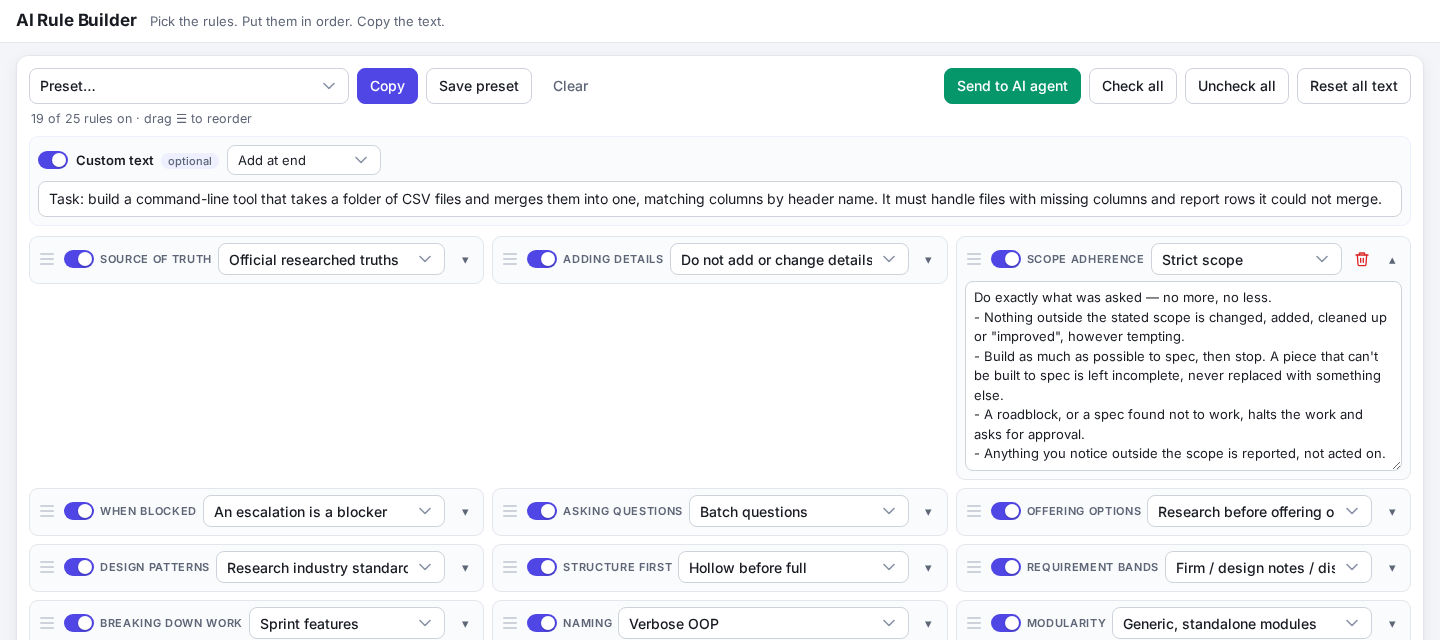 AI Rule Builder Pick the rules. Put them in order. Copy the text.
Preset... Copy Save preset Clear Send to AI agent Check all Uncheck all Reset all text
19 of 25 rules on · drag ☰ to reorder
Custom text optional Add at end
Task: build a command-line tool that takes a folder of CSV files and merges them into one, matching columns by header name. It must handle files with missing columns and report rows it could not merge.
SOURCE OF TRUTH Official researched truths ADDING DETAILS Do not add or change details SCOPE ADHERENCE Strict scope
Do exactly what was asked — no more, no less.
- Nothing outside the stated scope is changed, added, cleaned up
or "improved", however tempting.
- Build as much as possible to spec, then stop. A piece that can't
be built to spec is left incomplete, never replaced with something
else.
- A roadblock, or a spec found not to work, halts the work and
asks for approval.
- Anything you notice outside the scope is reported, not acted on.
WHEN BLOCKED An escalation is a blocker ASKING QUESTIONS Batch questions OFFERING OPTIONS Research before offering o
DESIGN PATTERNS Research industry standard STRUCTURE FIRST Hollow before full REQUIREMENT BANDS Firm / design notes / dis
BREAKING DOWN WORK Sprint features NAMING Verbose OOP MODULARITY Generic, standalone modules